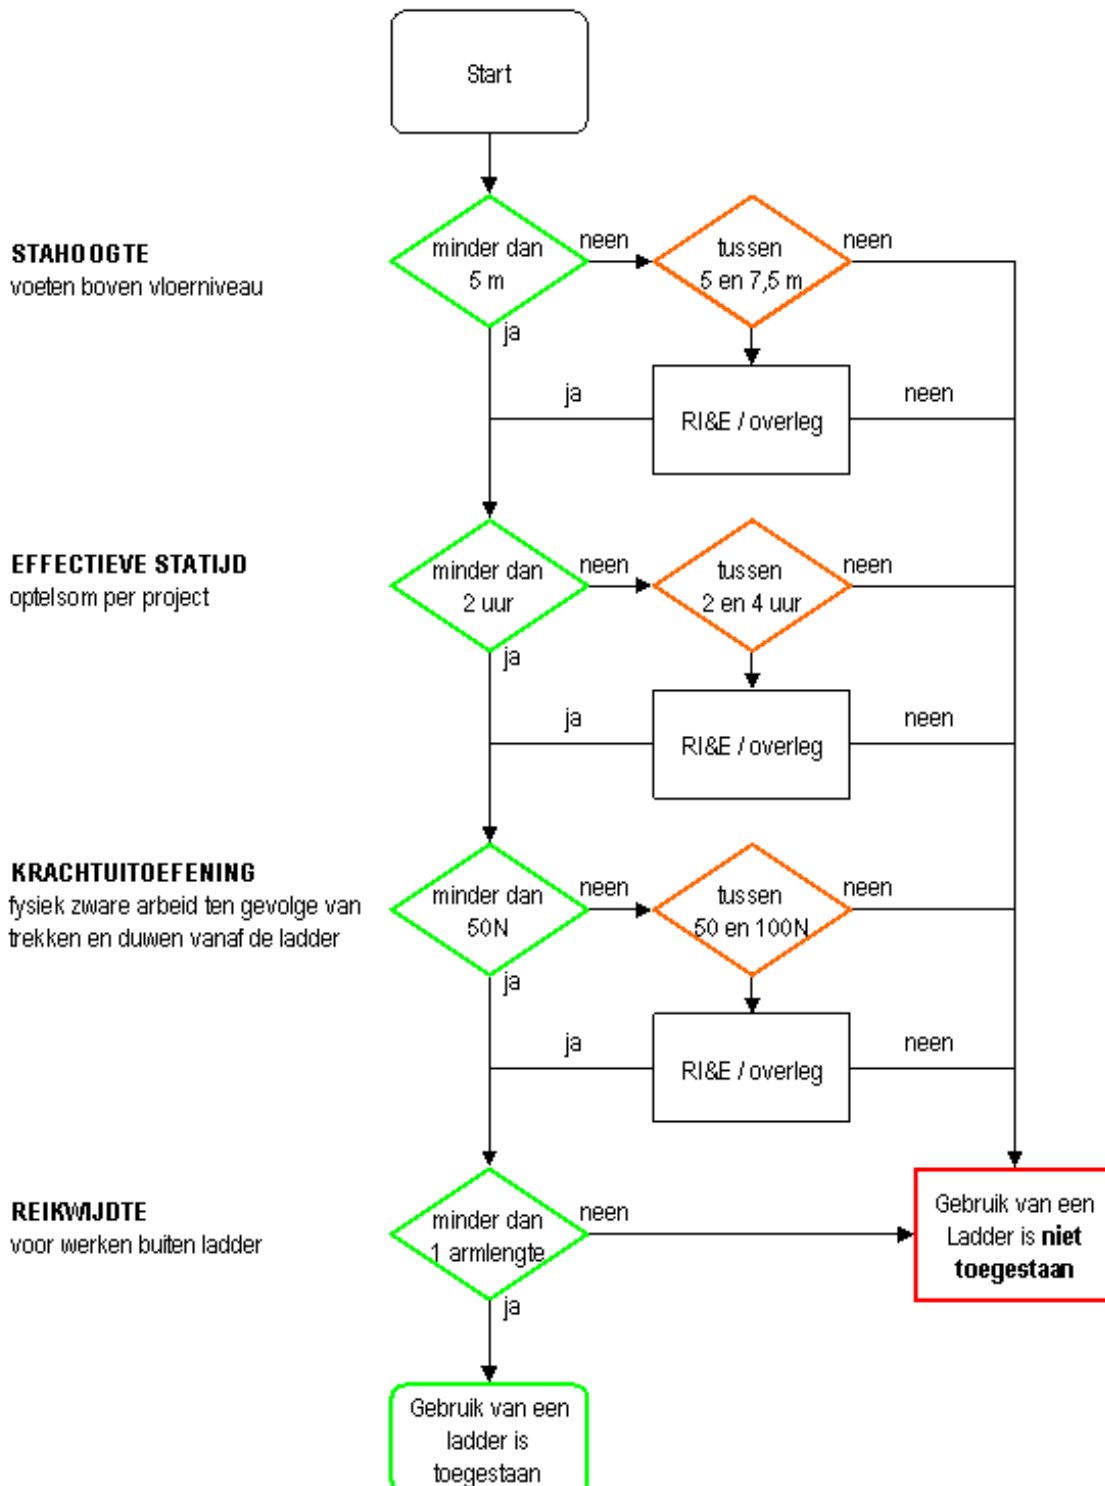 Start
STAHOOGTE
voeten boven vloerniveau
minder dan
5 m
neen
tussen
5 en 7,5 m
neen
ja
ja
RI&E / overleg
neen
EFFECTIEVE STATIJD
optelsom per project
minder dan
2 uur
neen
tussen
2 en 4 uur
neen
ja
ja
RI&E / overleg
neen
KRACHTUITOEFENING
fysiek zware arbeid ten gevolge van
trekken en duwen vanaf de ladder
minder dan
50N
neen
tussen
50 en 100N
neen
ja
ja
RI&E / overleg
neen
REIKWIJDTE
voor werken buiten ladder
minder dan
1 armlengte
neen
Gebruik van een
Ladder is niet
toegestaan
ja
Gebruik van een
ladder is
toegestaan